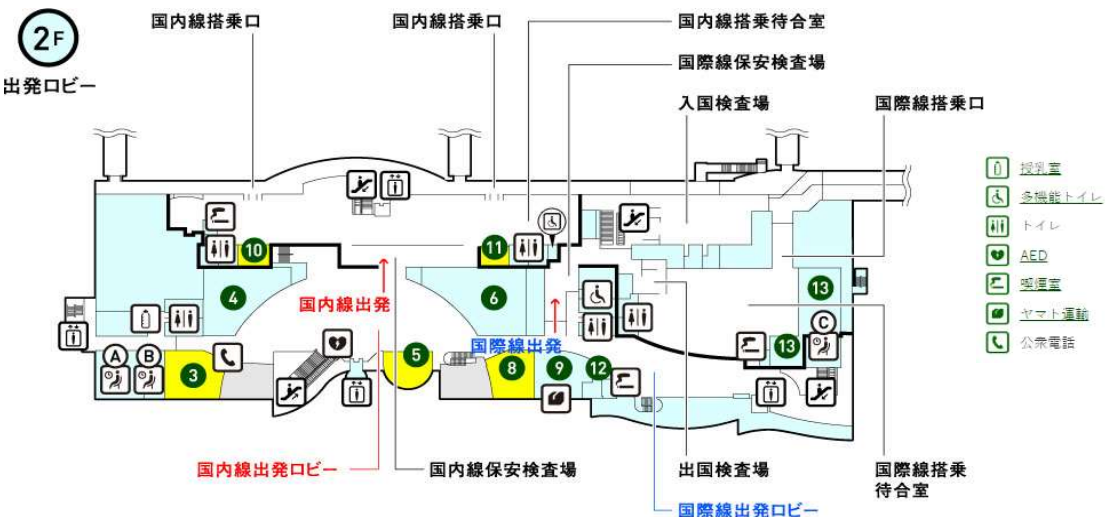 2F
出発ロビー
国内線搭乗口
国内線搭乗口
国内線搭乗待合室
国際線保安検査場
入国検査場
国際線搭乗口
授乳室
多機能トイレ
トイレ
AED
喫煙室
ヤマト運輸
公衆電話
10
11
4
6
13
国内線出発
国際線出発
C
13
A
B
3
5
8
9
12
国内線出発ロビー
国内線保安検査場
出国検査場
国際線搭乗
待合室
国際線出発ロビー